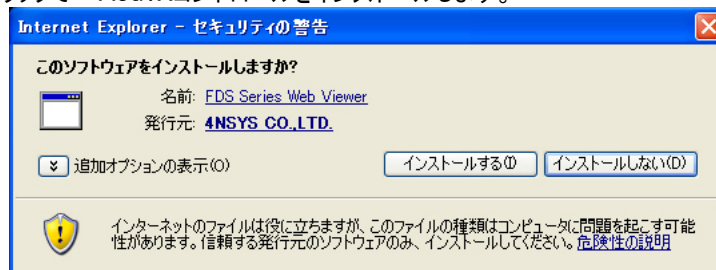 Internet Explorer - セキュリティの警告
このソフトウェアをインストールしますか?
名前: FDS Series Web Viewer
発行元: 4NSYS CO.,LTD.
追加オプションの表示(O)
インストールする(I)
インストールしない(D)
インターネットのファイルは役に立ちますが、このファイルの種類はコンピュータに問題を起こす可能
性があります。信頼する発行元のソフトウェアのみ、インストールしてください。危険性の説明